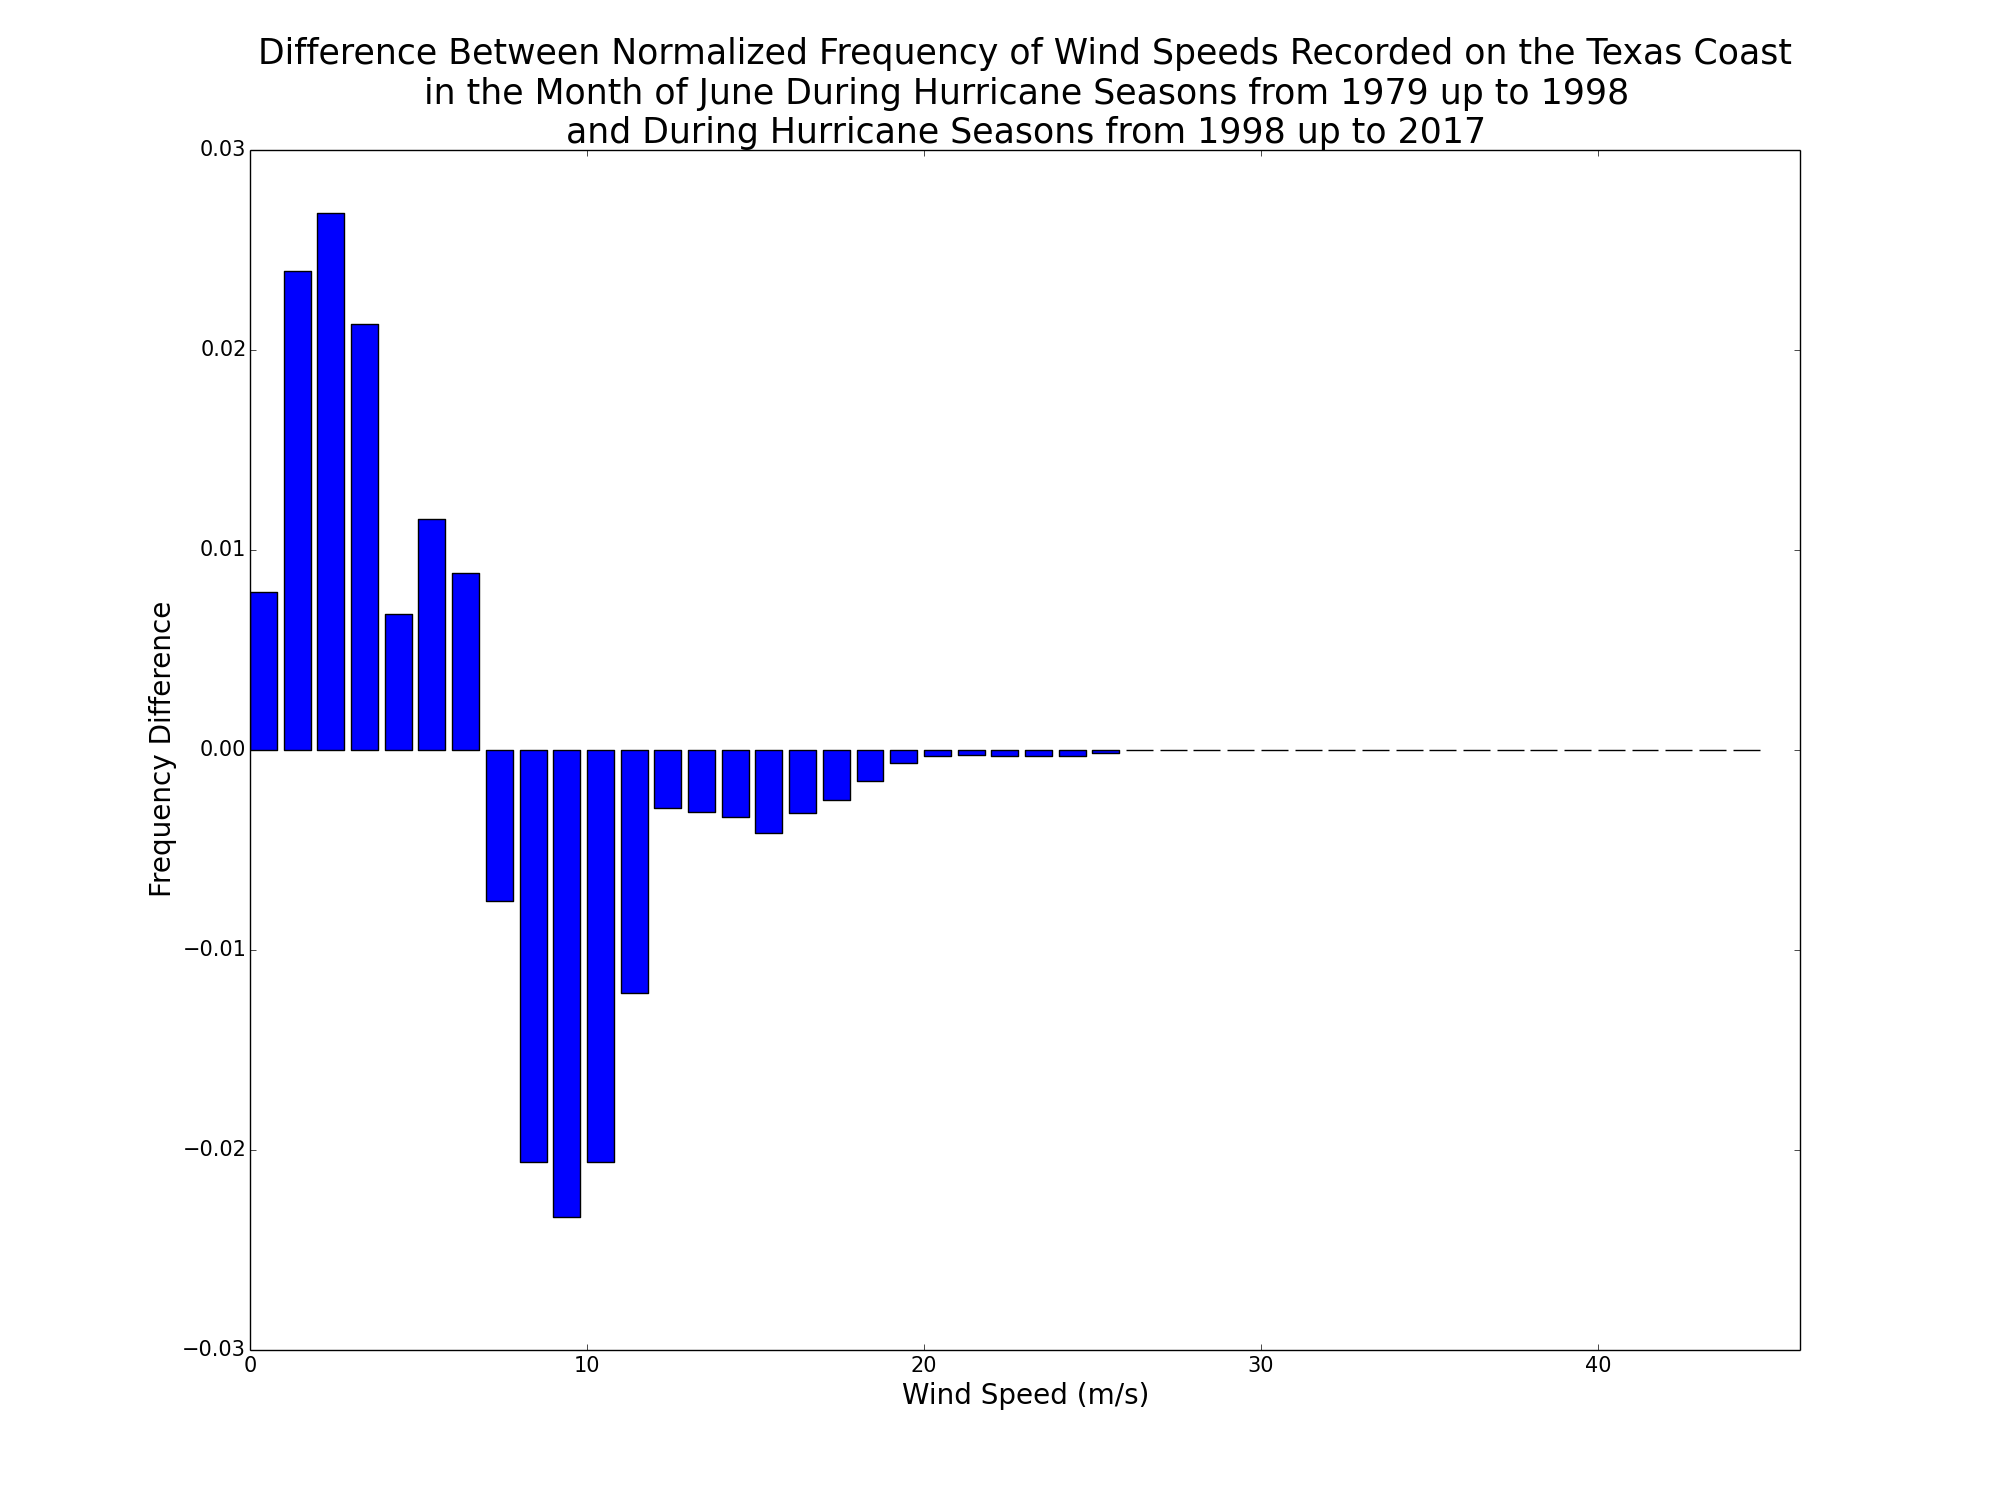 Difference Between Normalized Frequency of Wind Speeds Recorded on the Texas Coast
in the Month of June During Hurricane Seasons from 1979 up to 1998
and During Hurricane Seasons from 1998 up to 2017
0.03
0.02
0.01
0.00
−0.01
−0.02
−0.03
Frequency Difference
0 10 20 30 40
Wind Speed (m/s)